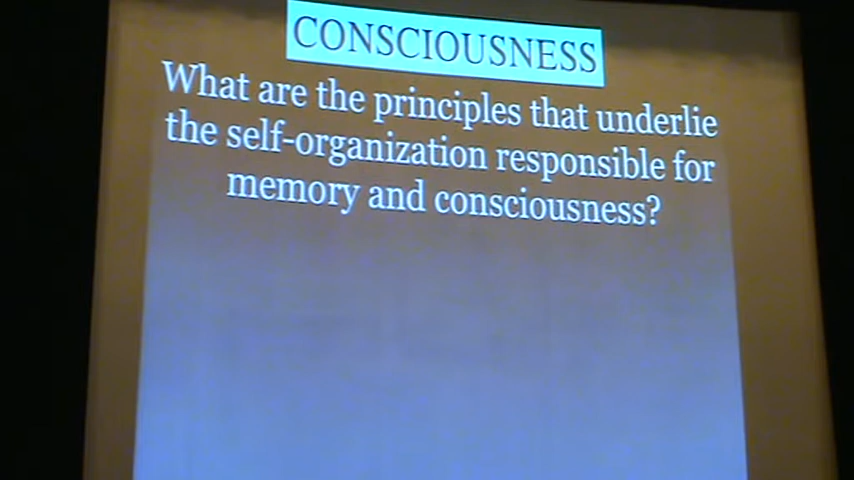 CONSCIOUSNESS
What are the principles that underlie
the self-organization responsible for
memory and consciousness?